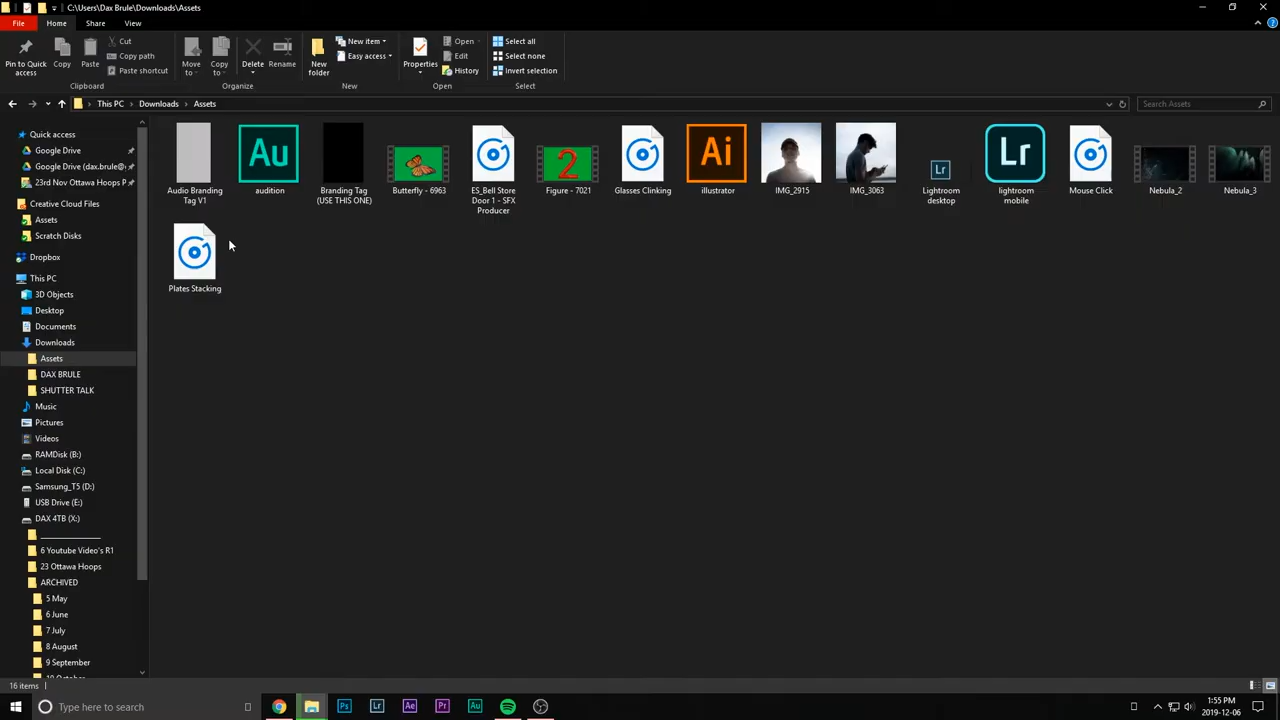 C:\Users\Dax Brule\Downloads\Assets
File Home Share View
Pin to Quick access
Copy
Paste
Cut
Copy path
Paste shortcut
Move to
Copy to
Delete
Rename
New folder
New item
Easy access
Properties
Open
Edit
History
Select all
Select none
Invert selection
Clipboard Organize New Open Select
This PC Downloads Assets
Search Assets
Quick access
Google Drive
Google Drive (dax.brule@
23rd Nov Ottawa Hoops P
Creative Cloud Files
Assets
Scratch Disks
Dropbox
This PC
3D Objects
Desktop
Documents
Downloads
Assets
DAX BRULE
SHUTTER TALK
Music
Pictures
Videos
RAMDisk (B:)
Local Disk (C:)
Samsung_T5 (D:)
USB Drive (E:)
DAX 4TB (X:)
_______________
6 Youtube Video's R1
23 Ottawa Hoops
ARCHIVED
5 May
6 June
7 July
8 August
9 September
Au
2
Ai
Lr
Lr
Audio Branding Tag V1
audition
Branding Tag (USE THIS ONE)
Butterfly - 6963
ES_Bell Store Door 1 - SFX Producer
Figure - 7021
Glasses Clinking
illustrator
IMG_2915
IMG_3063
Lightroom desktop
lightroom mobile
Mouse Click
Nebula_2
Nebula_3
Plates Stacking
16 items
Type here to search
Ps Lr Ae Pr Au
1:55 PM
2019-12-06